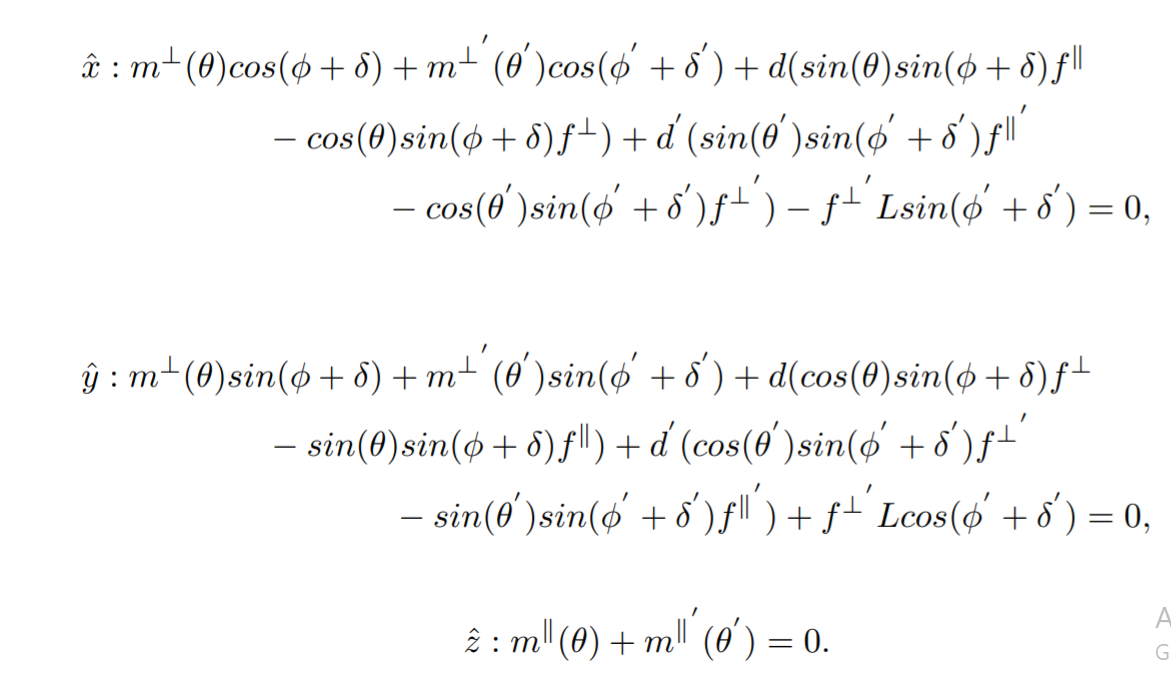 x̂ : m^⊥(θ)cos(ϕ + δ) + m^⊥′(θ′)cos(ϕ′ + δ′) + d(sin(θ)sin(ϕ + δ)f^∥
− cos(θ)sin(ϕ + δ)f^⊥) + d′(sin(θ′)sin(ϕ′ + δ′)f^∥′
− cos(θ′)sin(ϕ′ + δ′)f^⊥′) − f^⊥′Lsin(ϕ′ + δ′) = 0,
ŷ : m^⊥(θ)sin(ϕ + δ) + m^⊥′(θ′)sin(ϕ′ + δ′) + d(cos(θ)sin(ϕ + δ)f^⊥
− sin(θ)sin(ϕ + δ)f^∥) + d′(cos(θ′)sin(ϕ′ + δ′)f^⊥′
− sin(θ′)sin(ϕ′ + δ′)f^∥′) + f^⊥′Lcos(ϕ′ + δ′) = 0,
ẑ : m^∥(θ) + m^∥′(θ′) = 0.
A
G